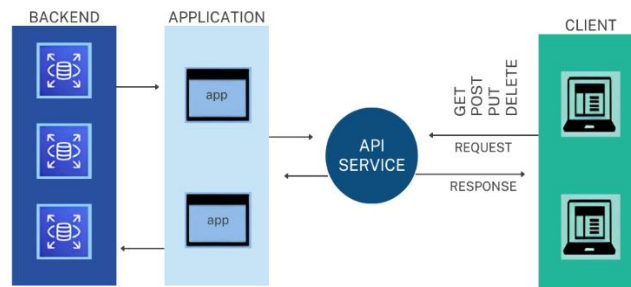 BACKEND
APPLICATION
CLIENT
app
app
API
SERVICE
GET
POST
PUT
DELETE
REQUEST
RESPONSE